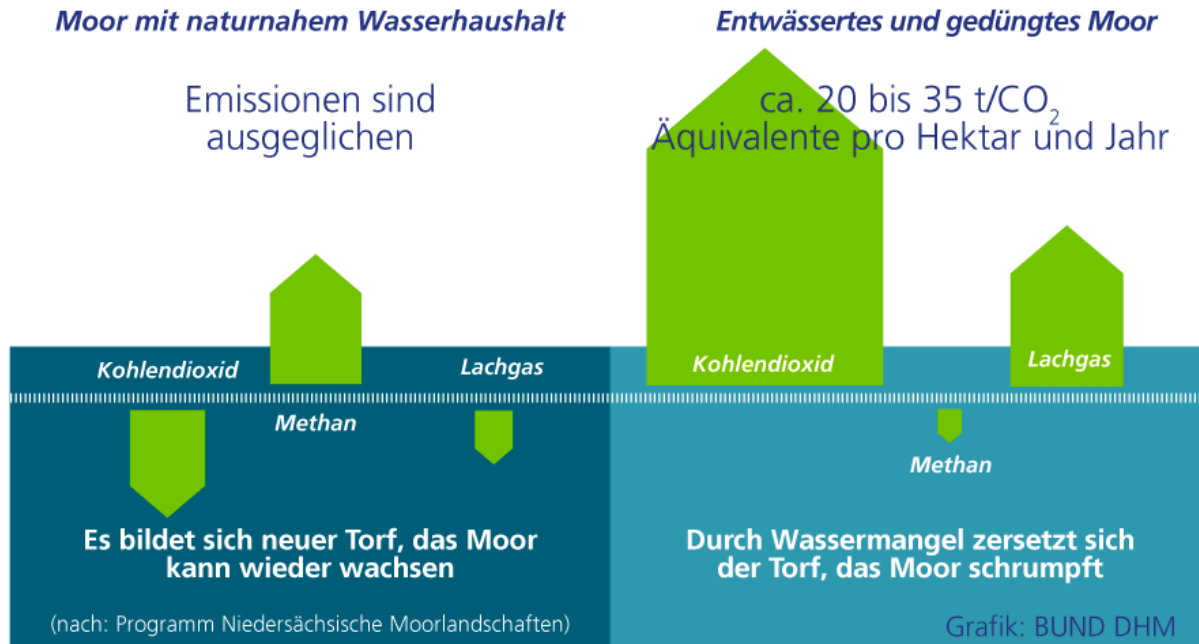 Moor mit naturnahem Wasserhaushalt
Emissionen sind
ausgeglichen
Kohlendioxid
Methan
Lachgas
Es bildet sich neuer Torf, das Moor
kann wieder wachsen
(nach: Programm Niedersächsische Moorlandschaften)
Entwässertes und gedüngtes Moor
ca. 20 bis 35 t/CO₂
Äquivalente pro Hektar und Jahr
Kohlendioxid
Lachgas
Methan
Durch Wassermangel zersetzt sich
der Torf, das Moor schrumpft
Grafik: BUND DHM